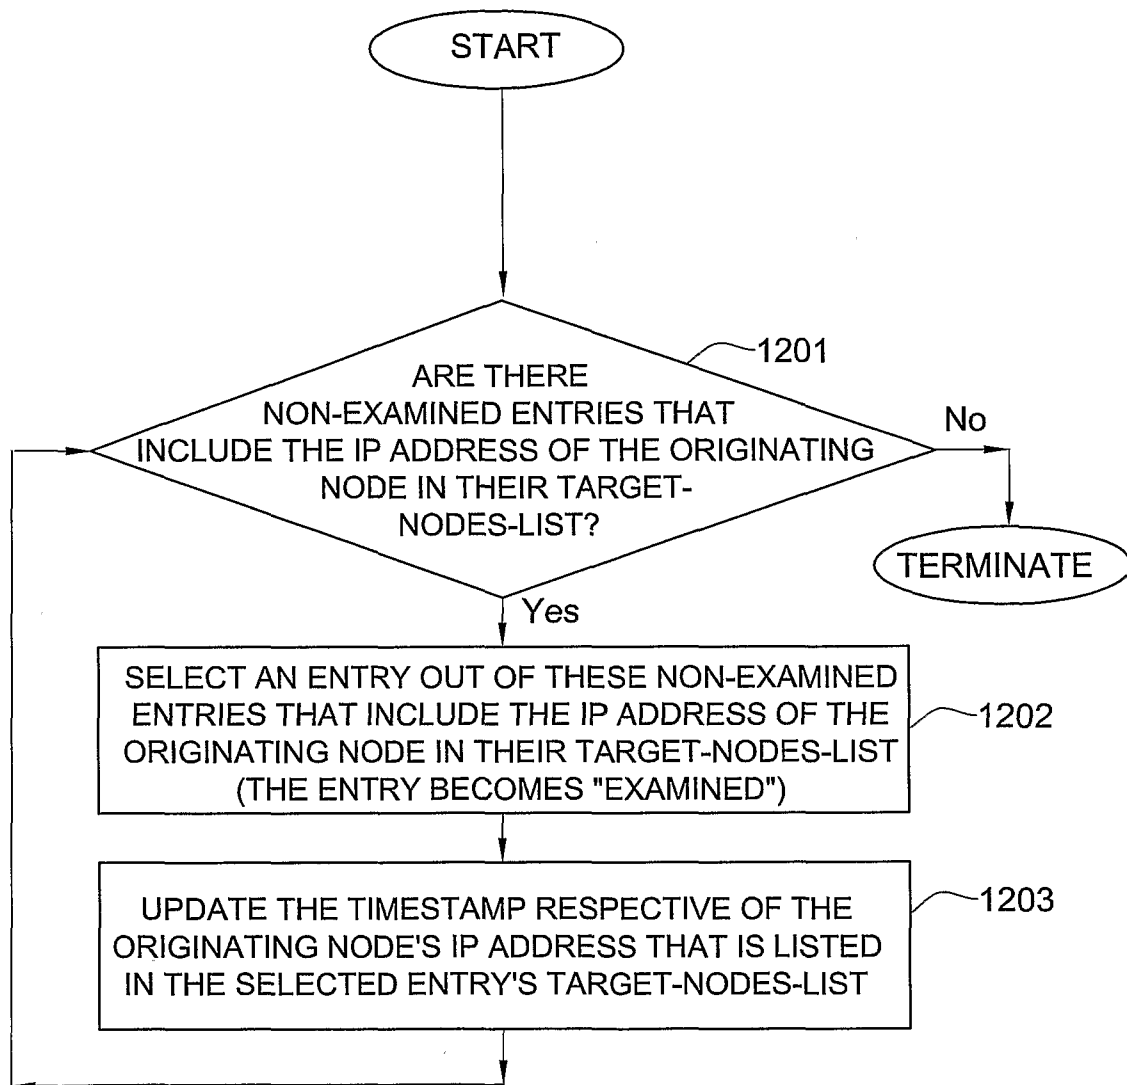 START
1201
ARE THERE
NON-EXAMINED ENTRIES THAT
INCLUDE THE IP ADDRESS OF THE ORIGINATING
NODE IN THEIR TARGET-
NODES-LIST?
No
TERMINATE
Yes
SELECT AN ENTRY OUT OF THESE NON-EXAMINED
ENTRIES THAT INCLUDE THE IP ADDRESS OF THE
ORIGINATING NODE IN THEIR TARGET-NODES-LIST
(THE ENTRY BECOMES "EXAMINED")
1202
UPDATE THE TIMESTAMP RESPECTIVE OF THE
ORIGINATING NODE'S IP ADDRESS THAT IS LISTED
IN THE SELECTED ENTRY'S TARGET-NODES-LIST
1203